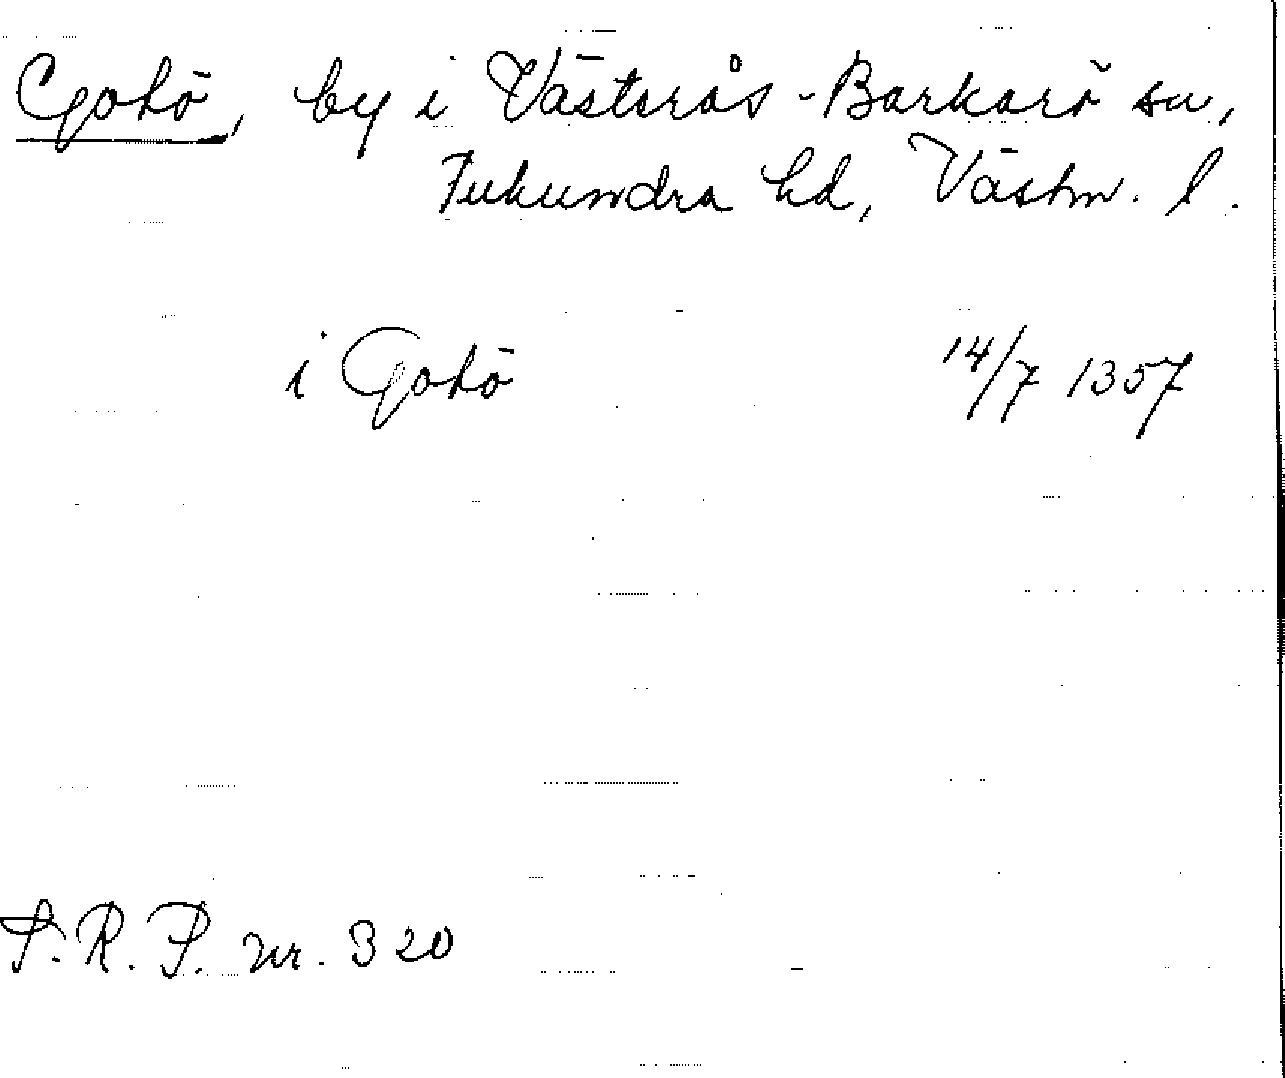 Gotö, by i Västerås-Barkarö sn,
Tuhundra hd, Västm. l.
i Gotö 14/7 1357
S.R.P. nr. 320